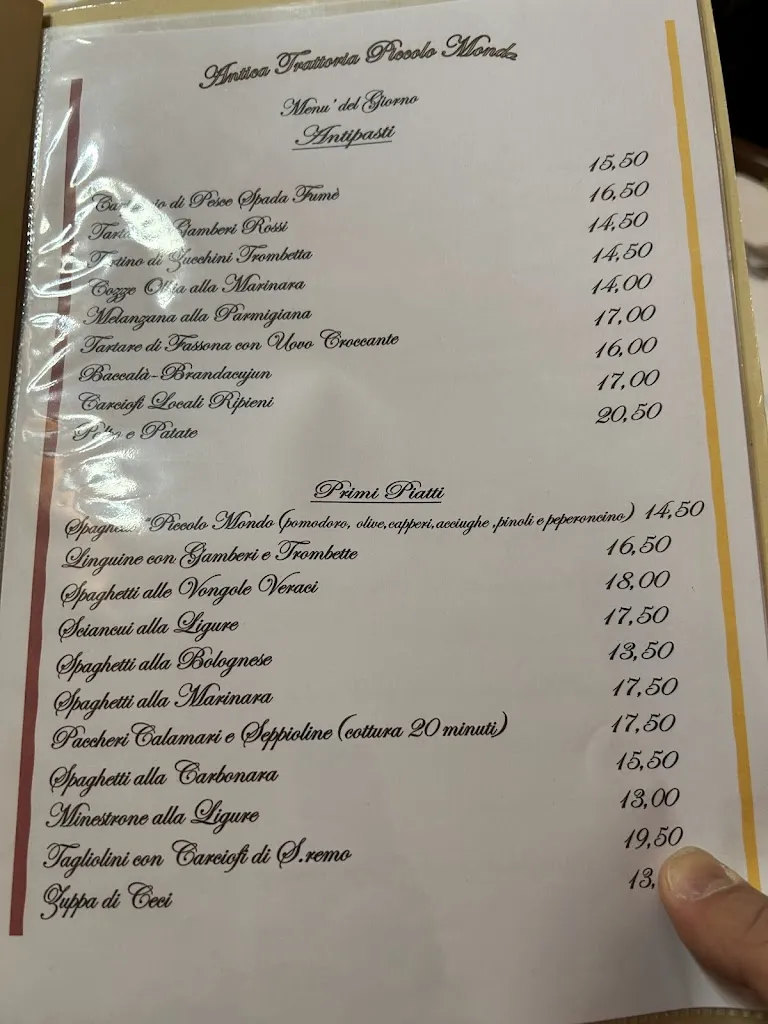 Antica Trattoria Piccolo Mondo
Menu' del Giorno
Antipasti
di Pesce Spada Fumè 15,50
Gamberi Rossi 16,50
Tortino di Zucchini Trombetta 14,50
Cozze alla Marinara 14,50
Melanzana alla Parmigiana 14,00
Tartare di Fassona con Uovo Croccante 17,00
Baccalà-Brandacujun 16,00
Carciofi Locali Ripieni 17,00
e Patate 20,50
Primi Piatti
Spaghetti "Piccolo Mondo (pomodoro, olive,capperi,acciughe ,pinoli e peperoncino) 14,50
Linguine con Gamberi e Trombette 16,50
Spaghetti alle Vongole Veraci 18,00
Sciancui alla Ligure 17,50
Spaghetti alla Bolognese 13,50
Spaghetti alla Marinara 17,50
Paccheri Calamari e Seppioline (cottura 20 minuti) 17,50
Spaghetti alla Carbonara 15,50
Minestrone alla Ligure 13,00
Tagliolini con Carciofi di S.remo 19,50
Zuppa di Ceci 13,